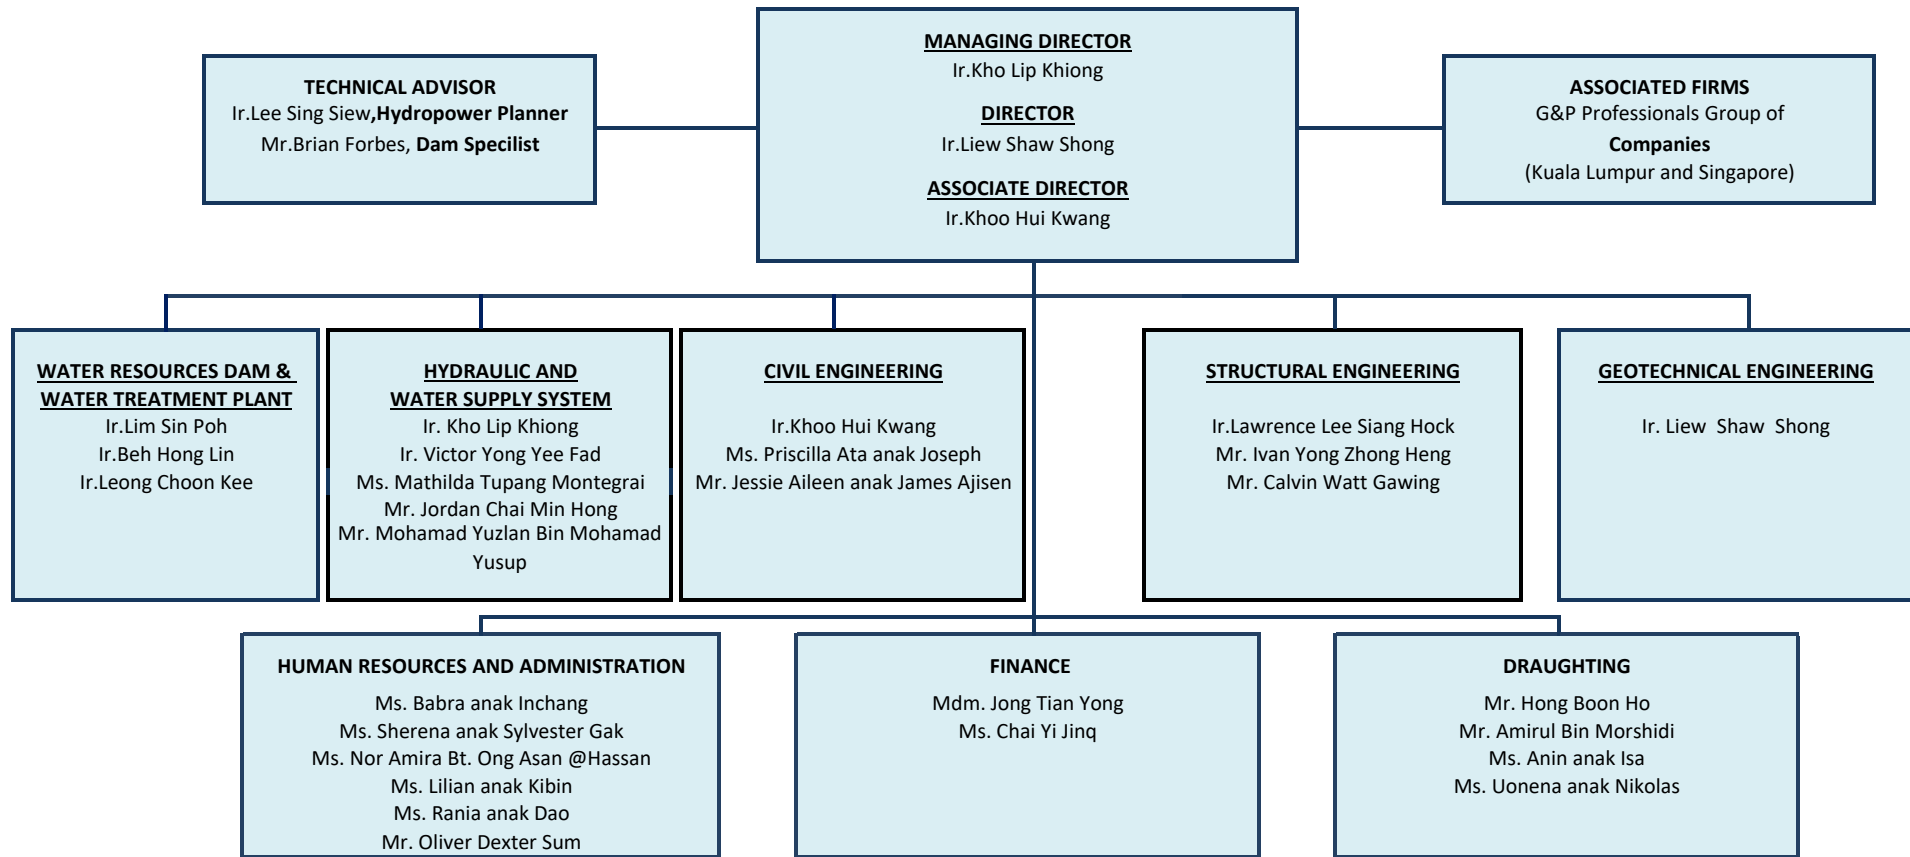 MANAGING DIRECTOR
Ir.Kho Lip Khiong
DIRECTOR
Ir.Liew Shaw Shong
ASSOCIATE DIRECTOR
Ir.Khoo Hui Kwang
TECHNICAL ADVISOR
Ir.Lee Sing Siew,Hydropower Planner
Mr.Brian Forbes, Dam Specilist
ASSOCIATED FIRMS
G&P Professionals Group of
Companies
(Kuala Lumpur and Singapore)
WATER RESOURCES DAM &
WATER TREATMENT PLANT
Ir.Lim Sin Poh
Ir.Beh Hong Lin
Ir.Leong Choon Kee
HYDRAULIC AND
WATER SUPPLY SYSTEM
Ir. Kho Lip Khiong
Ir. Victor Yong Yee Fad
Ms. Mathilda Tupang Montegrai
Mr. Jordan Chai Min Hong
Mr. Mohamad Yuzlan Bin Mohamad
Yusup
CIVIL ENGINEERING
Ir.Khoo Hui Kwang
Ms. Priscilla Ata anak Joseph
Mr. Jessie Aileen anak James Ajisen
STRUCTURAL ENGINEERING
Ir.Lawrence Lee Siang Hock
Mr. Ivan Yong Zhong Heng
Mr. Calvin Watt Gawing
GEOTECHNICAL ENGINEERING
Ir. Liew Shaw Shong
HUMAN RESOURCES AND ADMINISTRATION
Ms. Babra anak Inchang
Ms. Sherena anak Sylvester Gak
Ms. Nor Amira Bt. Ong Asan @Hassan
Ms. Lilian anak Kibin
Ms. Rania anak Dao
Mr. Oliver Dexter Sum
FINANCE
Mdm. Jong Tian Yong
Ms. Chai Yi Jinq
DRAUGHTING
Mr. Hong Boon Ho
Mr. Amirul Bin Morshidi
Ms. Anin anak Isa
Ms. Uonena anak Nikolas